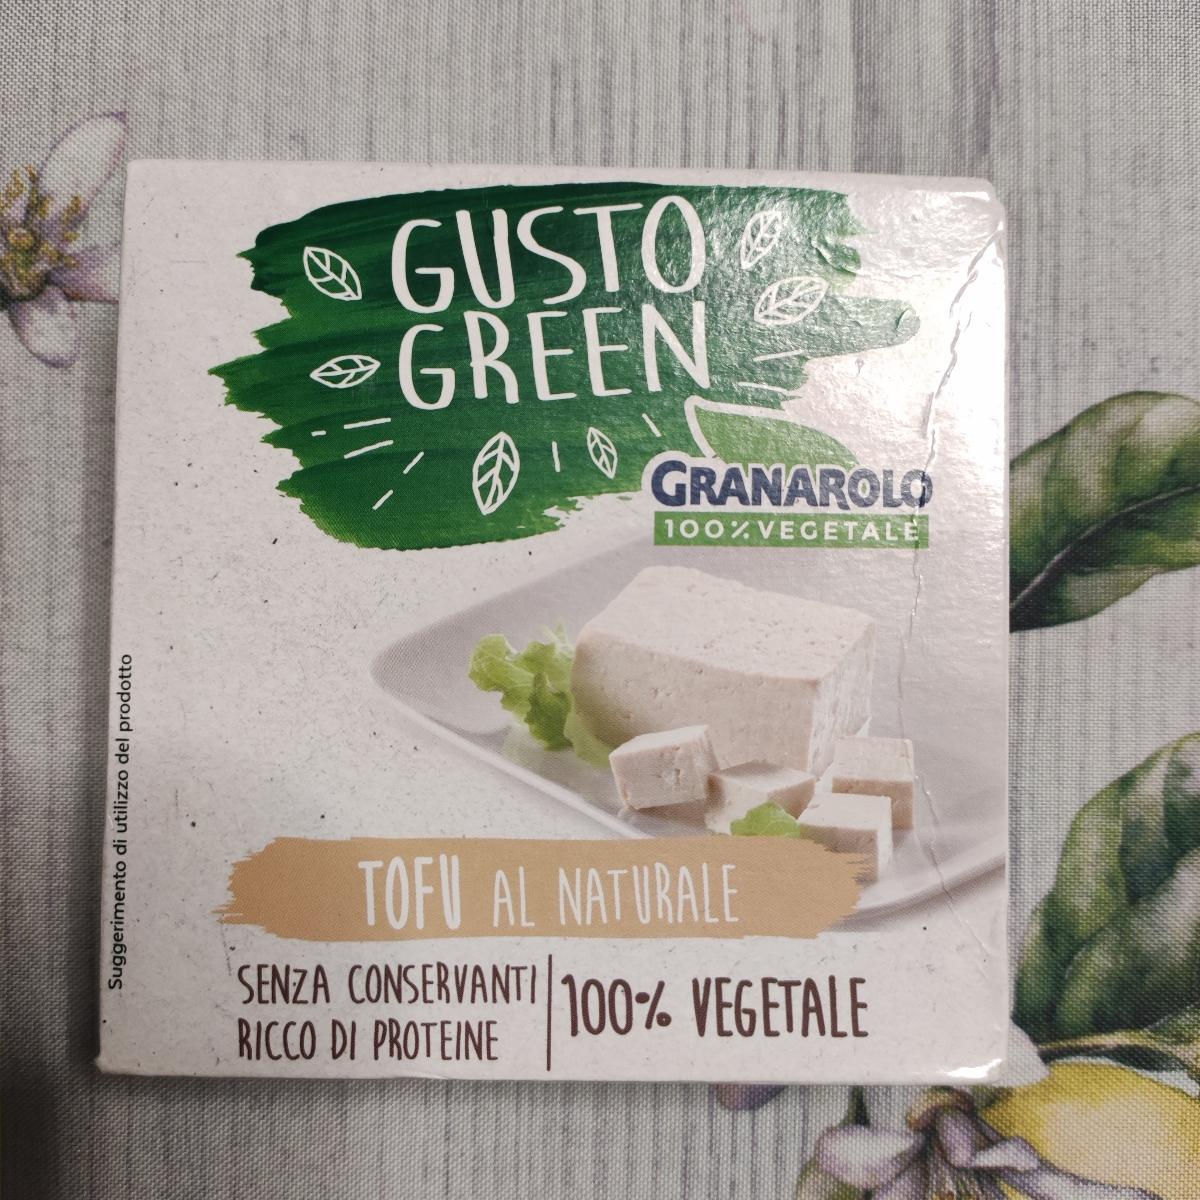 GUSTO
GREEN
GRANAROLO
100% VEGETALE
Suggerimento di utilizzo del prodotto
TOFU AL NATURALE
SENZA CONSERVANTI
RICCO DI PROTEINE
100% VEGETALE